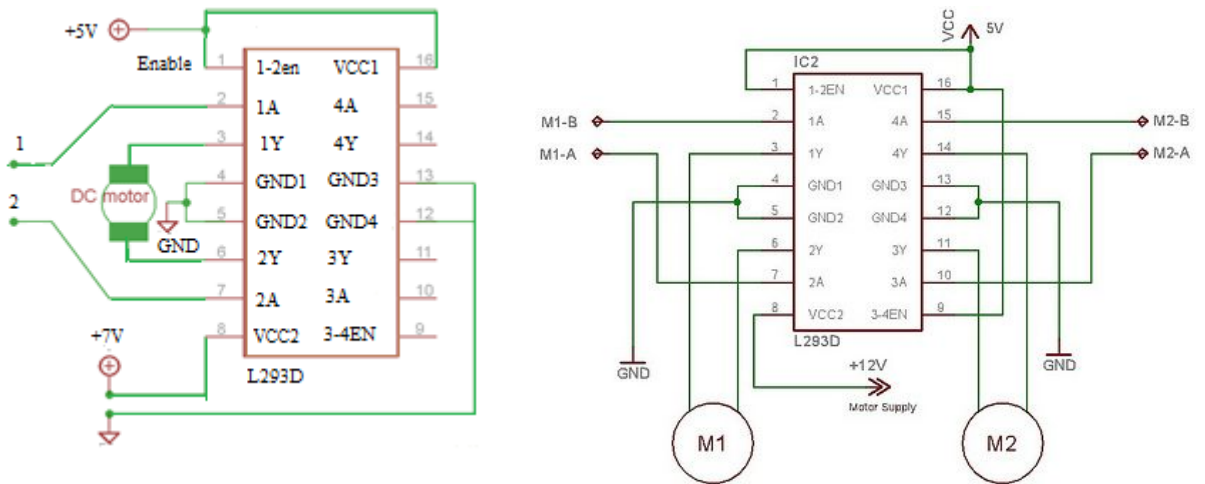 +5V
Enable
1 1-2en VCC1 16
2 1A 4A 15
3 1Y 4Y 14
4 GND1 GND3 13
5 GND2 GND4 12
6 2Y 3Y 11
7 2A 3A 10
8 VCC2 3-4EN 9
L293D
1
2
DC motor
GND
+7V
VCC
5V
IC2
1 1-2EN VCC1 16
M1-B 2 1A 4A 15 M2-B
M1-A 3 1Y 4Y 14 M2-A
4 GND1 GND3 13
5 GND2 GND4 12
6 2Y 3Y 11
7 2A 3A 10
8 VCC2 3-4EN 9
L293D
GND
GND
+12V
Motor Supply
M1
M2